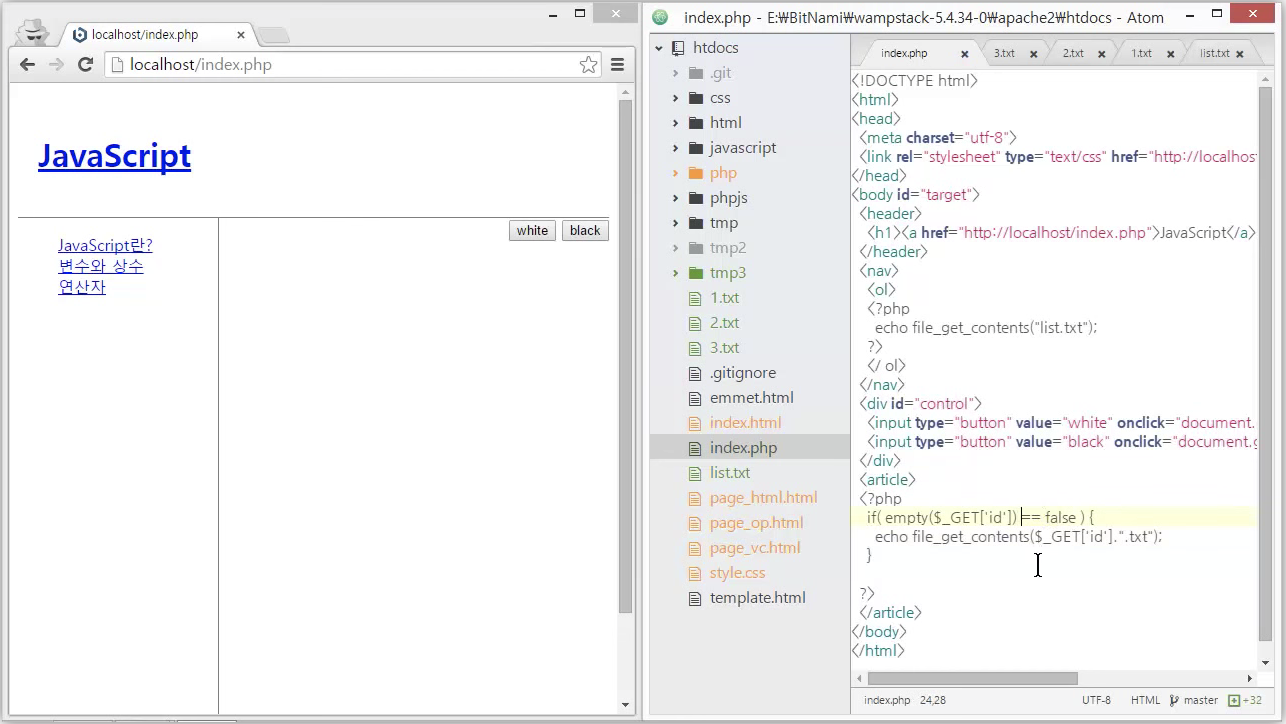 localhost/index.php
localhost/index.php
JavaScript
white
black
JavaScript란?
변수와 상수
연산자
index.php - E:₩BitNami₩wampstack-5.4.34-0₩apache2₩htdocs - Atom
htdocs
.git
css
html
javascript
php
phpjs
tmp
tmp2
tmp3
1.txt
2.txt
3.txt
.gitignore
emmet.html
index.html
index.php
list.txt
page_html.html
page_op.html
page_vc.html
style.css
template.html
index.php
3.txt
2.txt
1.txt
list.txt
<!DOCTYPE html>
<html>
<head>
<meta charset="utf-8">
<link rel="stylesheet" type="text/css" href="http://localhos
</head>
<body id="target">
<header>
<h1><a href="http://localhost/index.php">JavaScript</a>
</header>
<nav>
<ol>
<?php
echo file_get_contents("list.txt");
?>
</ ol>
</nav>
<div id="control">
<input type="button" value="white" onclick="document.
<input type="button" value="black" onclick="document.g
</div>
<article>
<?php
if( empty($_GET['id']) == false ) {
echo file_get_contents($_GET['id'].".txt");
}
?>
</article>
</body>
</html>
index.php 24,28
UTF-8 HTML master +32